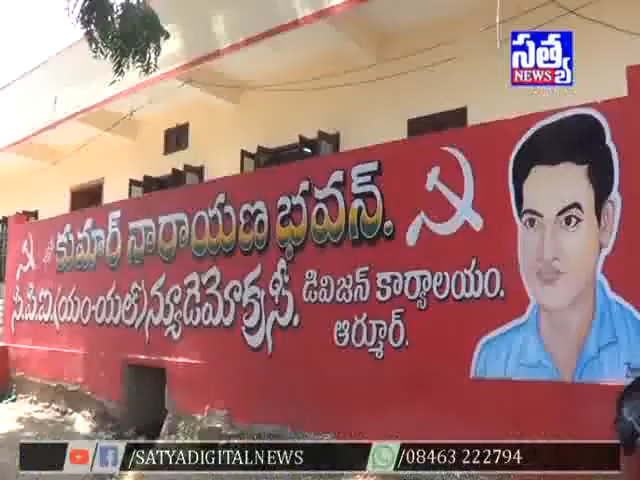 సత్య
NEWS
కుమార్ నారాయణ భవన్.
సీ.పీ.ఐ(యం-యల్)న్యూడెమోక్రసీ. డివిజన్ కార్యాలయం.
ఆర్మూర్.
/SATYADIGITALNEWS
/08463 222794